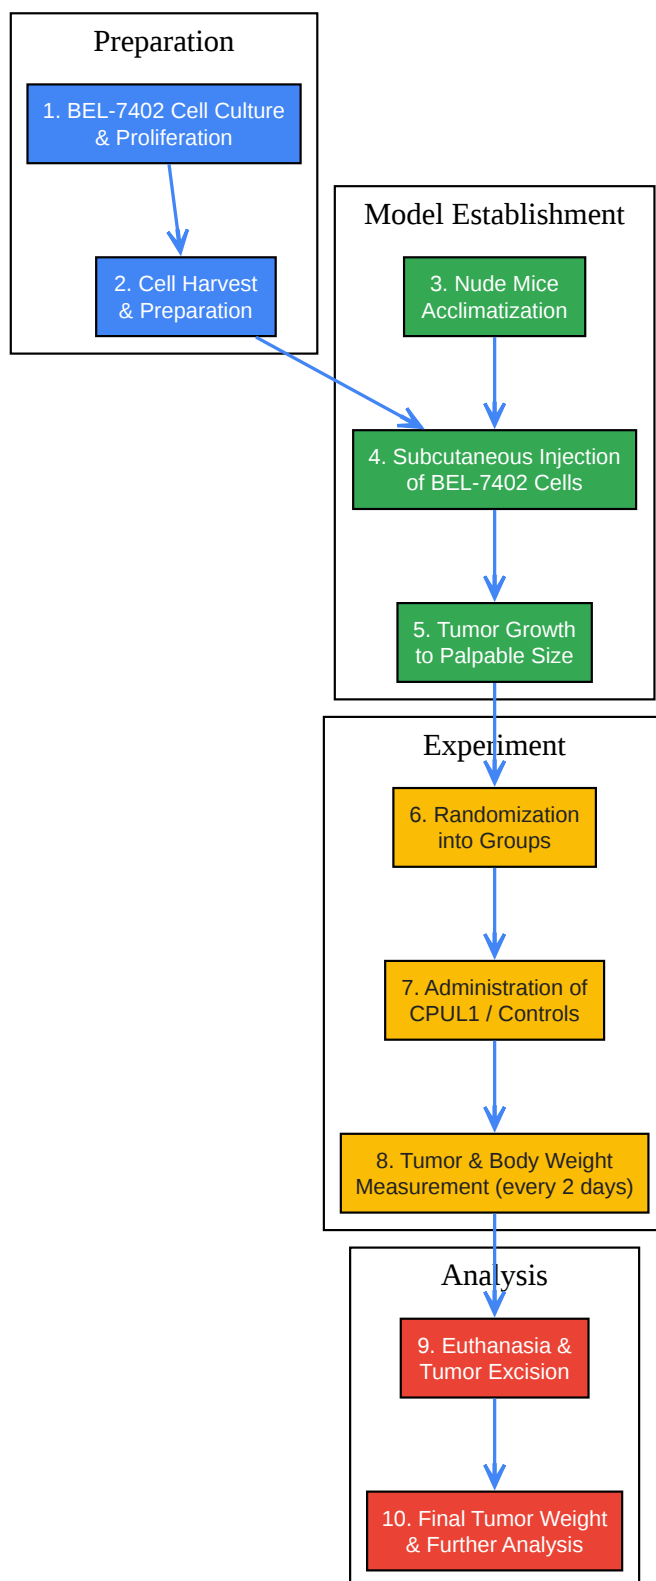 Preparation
1. BEL-7402 Cell Culture
& Proliferation
2. Cell Harvest
& Preparation
Model Establishment
3. Nude Mice
Acclimatization
4. Subcutaneous Injection
of BEL-7402 Cells
5. Tumor Growth
to Palpable Size
Experiment
6. Randomization
into Groups
7. Administration of
CPUL1 / Controls
8. Tumor & Body Weight
Measurement (every 2 days)
Analysis
9. Euthanasia &
Tumor Excision
10. Final Tumor Weight
& Further Analysis